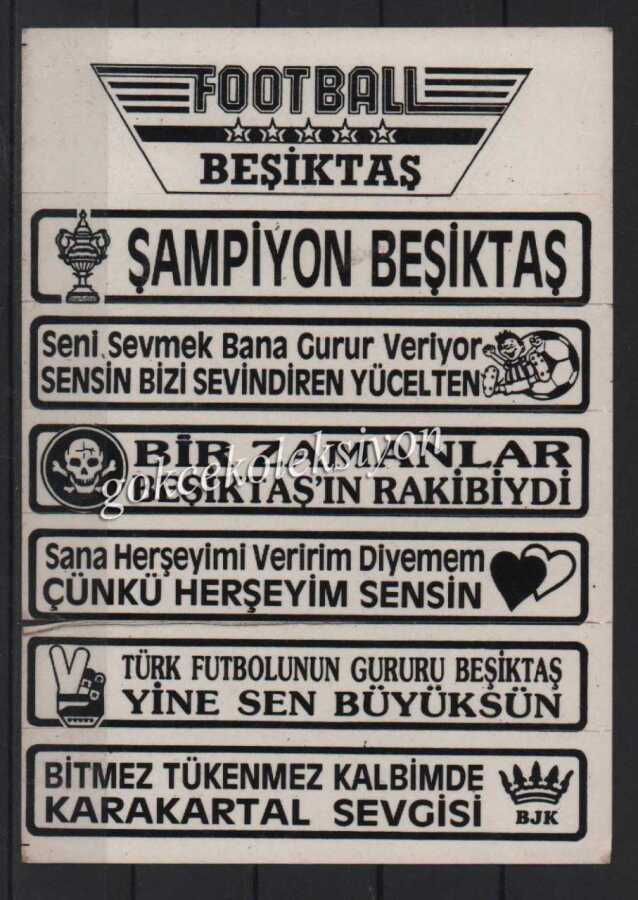 FOOTBALL
BEŞİKTAŞ
ŞAMPİYON BEŞİKTAŞ
Seni Sevmek Bana Gurur Veriyor
SENSİN BİZİ SEVİNDİREN YÜCELTEN
BİR ZAMANLAR
BEŞİKTAŞ'IN RAKİBİYDİ
gokcekoleksiyon
Sana Herşeyimi Veririm Diyemem
ÇÜNKÜ HERŞEYİM SENSİN
TÜRK FUTBOLUNUN GURURU BEŞİKTAŞ
YİNE SEN BÜYÜKSÜN
BİTMEZ TÜKENMEZ KALBİMDE
KARAKARTAL SEVGİSİ
BJK